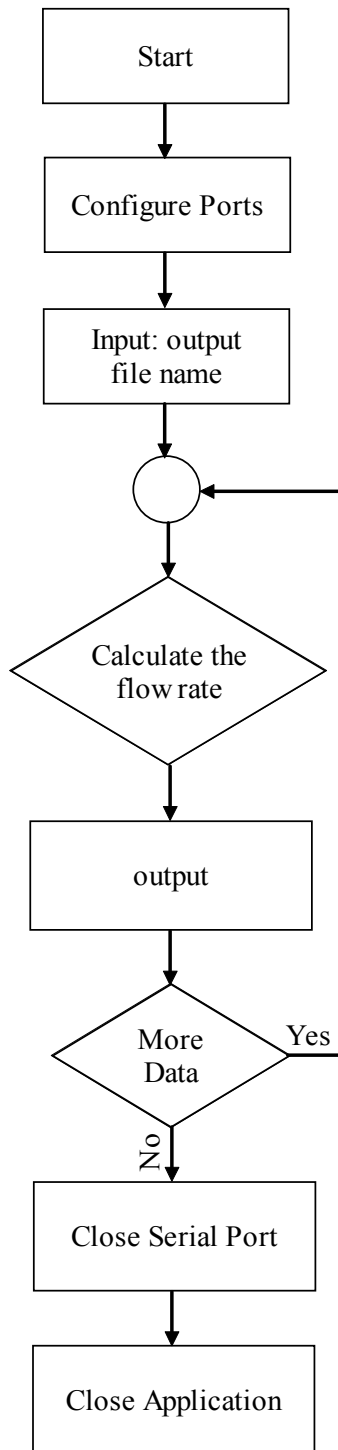 Start
Configure Ports
Input: output
file name
Calculate the
flow rate
output
More
Data
Yes
No
Close Serial Port
Close Application